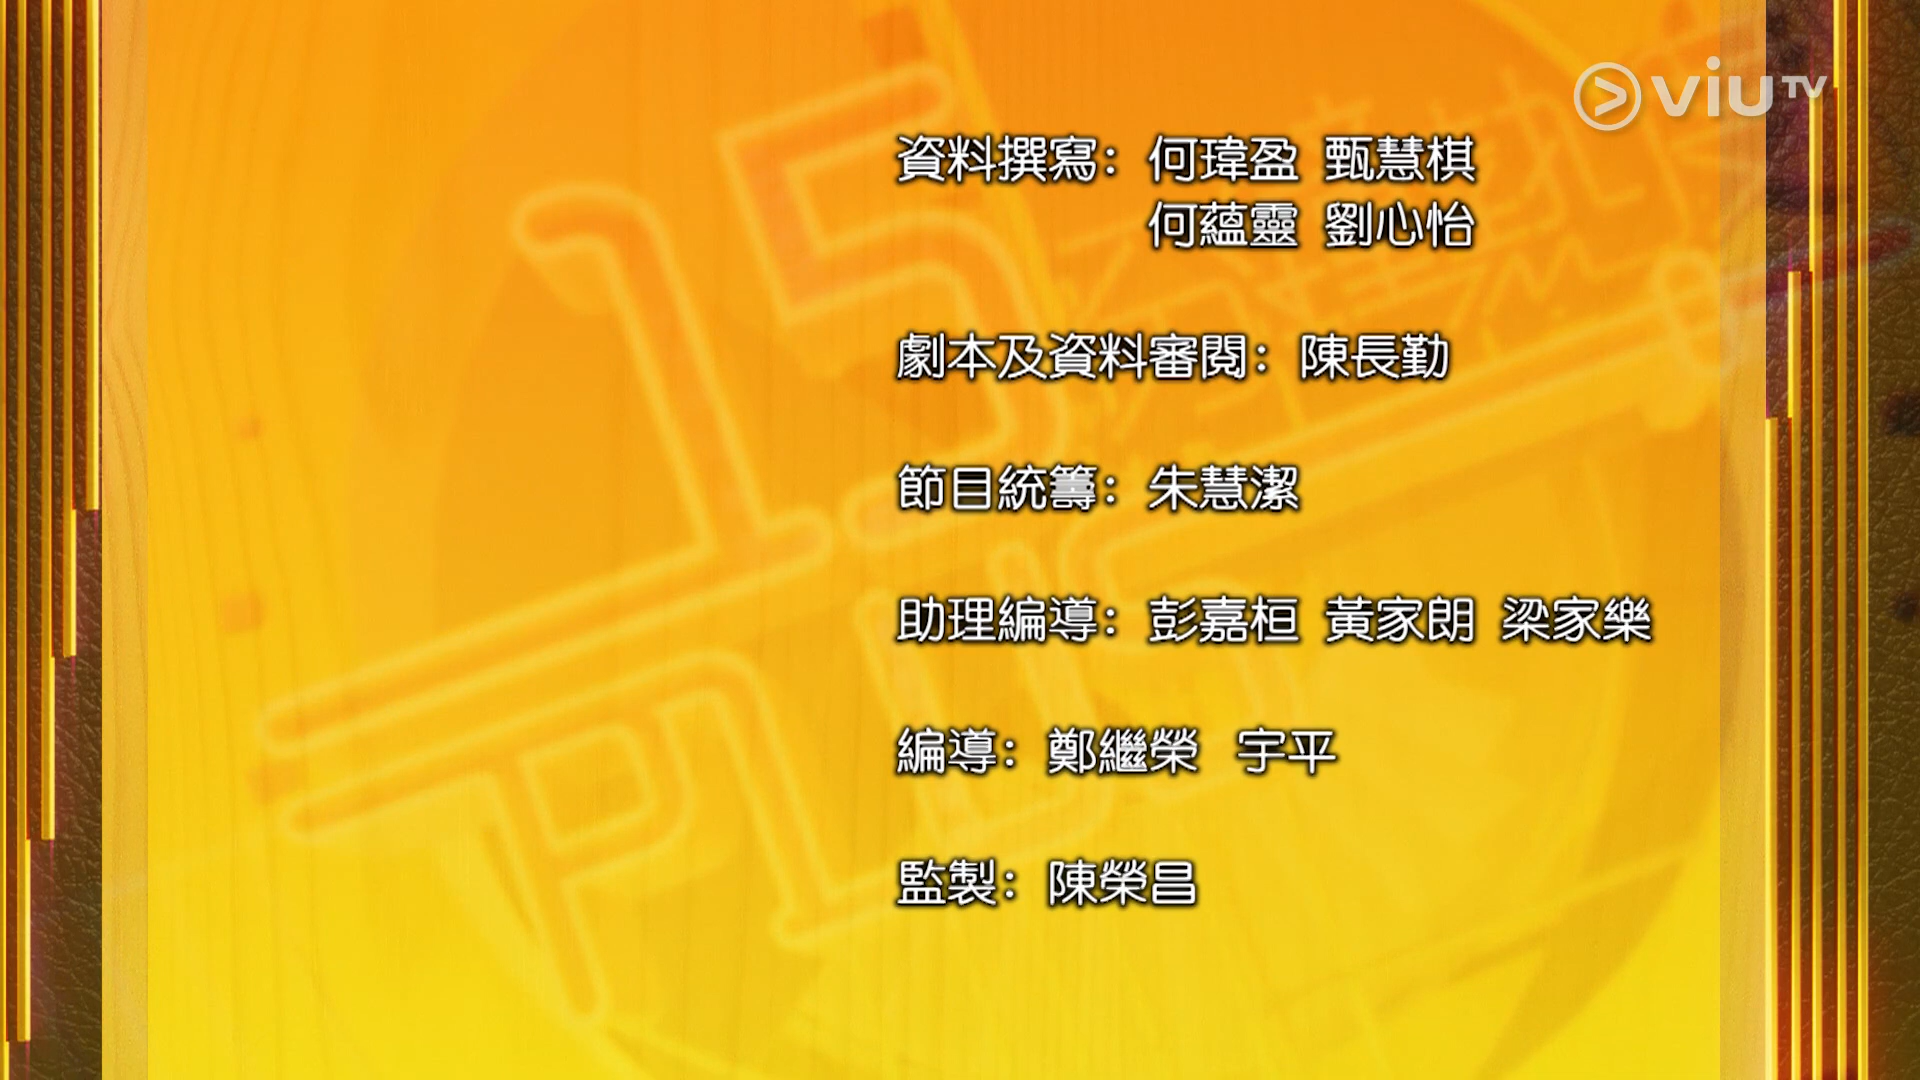 viuTV
資料撰寫：何瑋盈 甄慧棋
何蘊靈 劉心怡
劇本及資料審閱：陳長勤
節目統籌：朱慧潔
助理編導：彭嘉桓 黃家朗 梁家樂
編導：鄭繼榮 宇平
監製：陳榮昌
15
PLUS